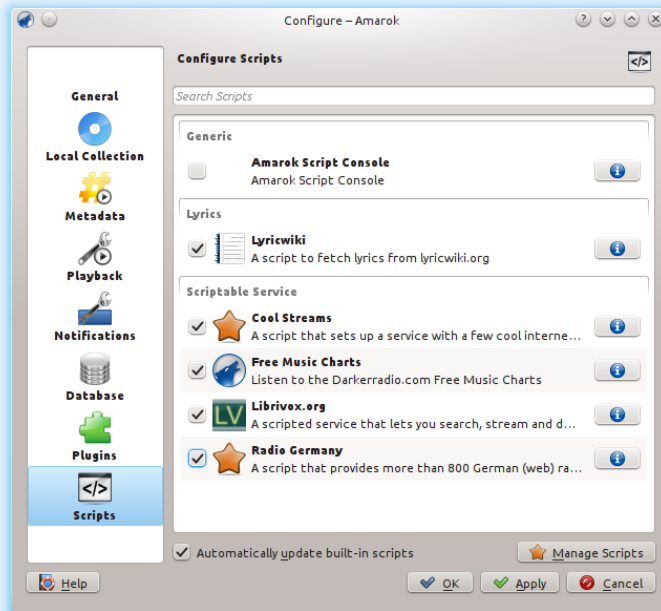 Configure – Amarok
General
Local Collection
Metadata
Playback
Notifications
Database
Plugins
</>
Scripts
Configure Scripts
</>
Search Scripts
Generic
Amarok Script Console
Amarok Script Console
Lyrics
Lyricwiki
A script to fetch lyrics from lyricwiki.org
Scriptable Service
Cool Streams
A script that sets up a service with a few cool interne...
Free Music Charts
Listen to the Darkerradio.com Free Music Charts
LV
Librivox.org
A scripted service that lets you search, stream and d...
Radio Germany
A script that provides more than 800 German (web) ra...
Automatically update built-in scripts
Manage Scripts
Help
OK
Apply
Cancel